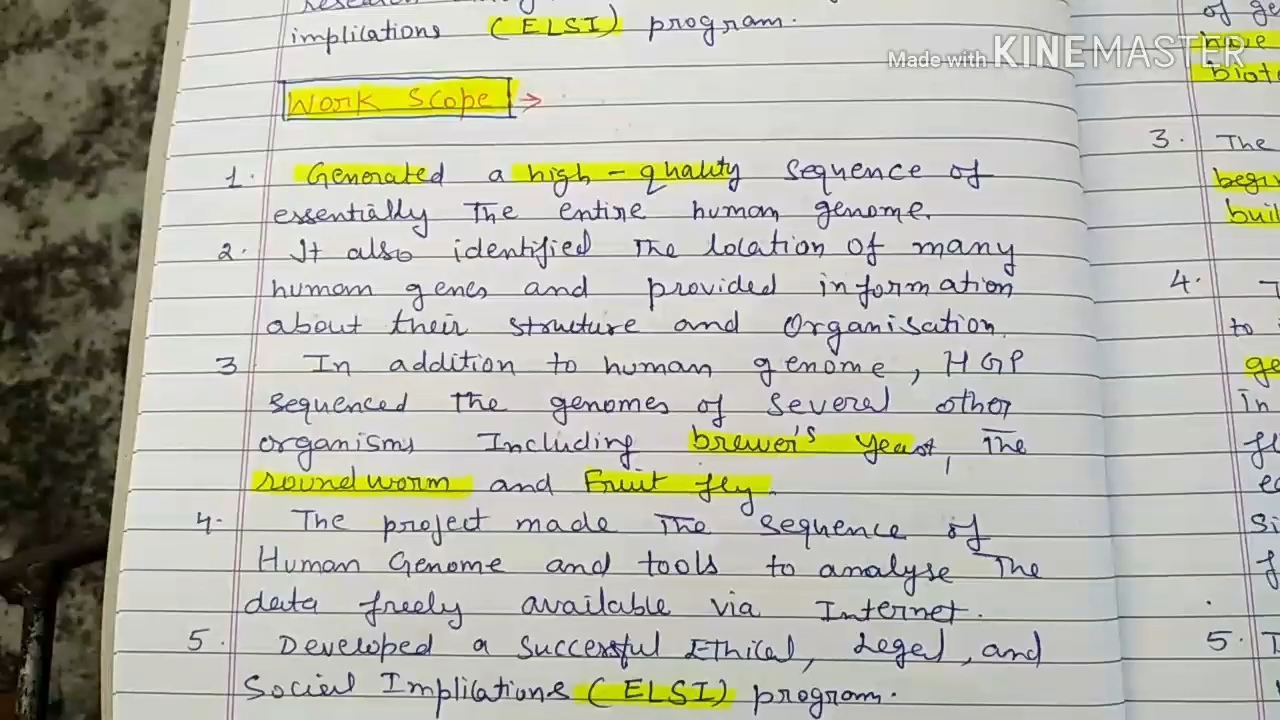 implications (ELSI) program.
Made with KINEMASTER
Work Scope →
1. Generated a high-quality sequence of
essentially The entire human genome.
2. It also identified The location of many
human genes and provided information
about their structure and Organisation.
3 In addition to human genome, HGP
sequenced The genomes of several other
organisms Including brewer's yeast, The
roundworm and Fruit fly.
4. The project made The sequence of
Human Genome and tools to analyse The
data freely available via Internet.
5. Developed a successful Ethical, Legal, and
Social Implications (ELSI) program.
of
have
3. The
4.
to
in
5.